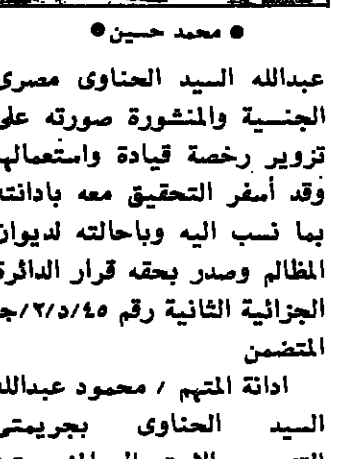 ● محمد حسين ●
عبدالله السيد الحناوى مصرى
الجنسية والمنشورة صورته على
تزوير رخصة قيادة واستعمالها
وقد أسفر التحقيق معه بادانته
بما نسب اليه وباحالته لديوان
المظالم وصدر بحقه قرار الدائرة
الجزائية الثانية رقم ٤٥/د/٢/ج
المتضمن
ادانة المتهم / محمود عبدالله
السيد الحناوى بجريمتى